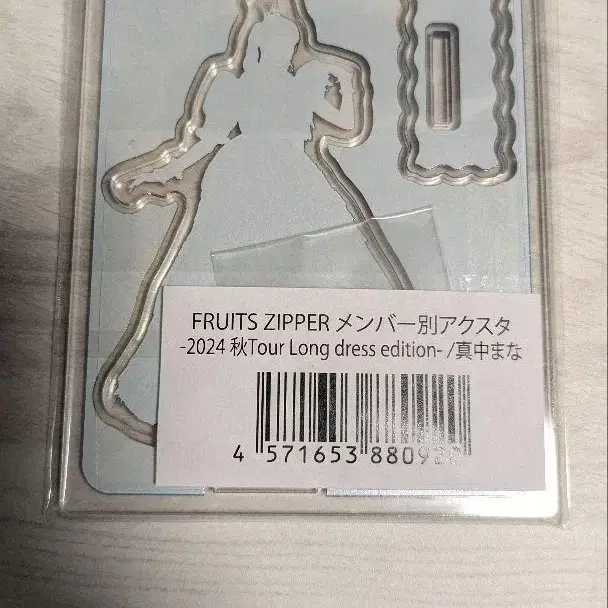 FRUITS ZIPPER メンバー別アクスタ
-2024 秋Tour Long dress edition- /真中まな